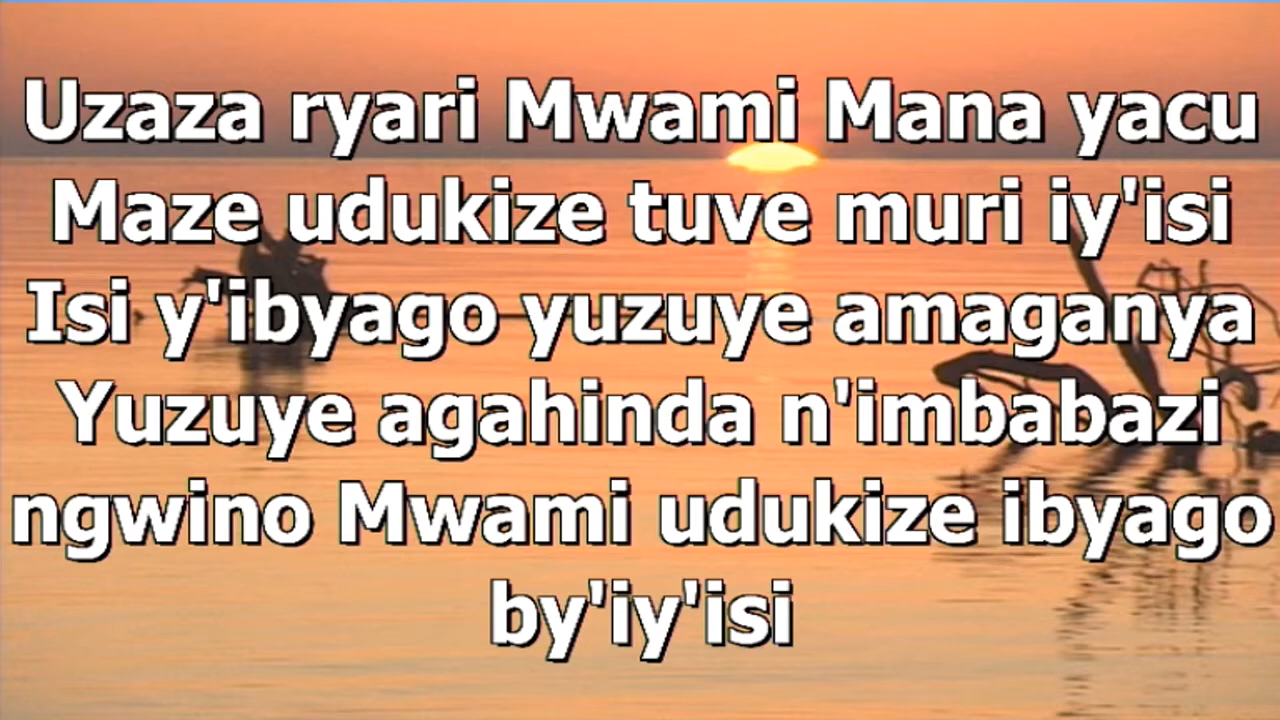 Uzaza ryari Mwami Mana yacu
Maze udukize tuve muri iy'isi
Isi y'ibyago yuzuye amaganya
Yuzuye agahinda n'imbabazi
ngwino Mwami udukize ibyago
by'iy'isi